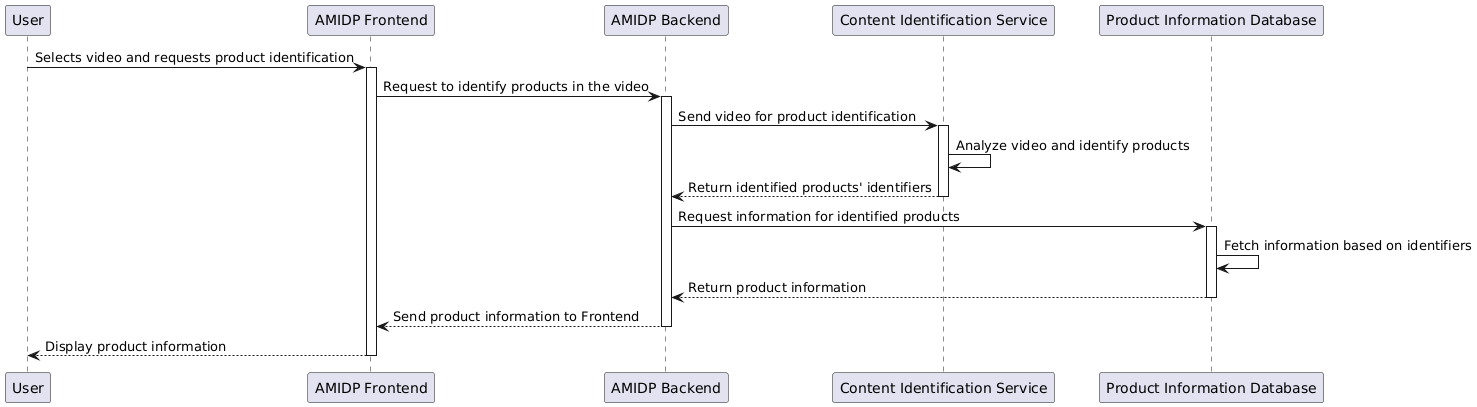 User
AMIDP Frontend
AMIDP Backend
Content Identification Service
Product Information Database
Selects video and requests product identification
Request to identify products in the video
Send video for product identification
Analyze video and identify products
Return identified products' identifiers
Request information for identified products
Fetch information based on identifiers
Return product information
Send product information to Frontend
Display product information
User
AMIDP Frontend
AMIDP Backend
Content Identification Service
Product Information Database